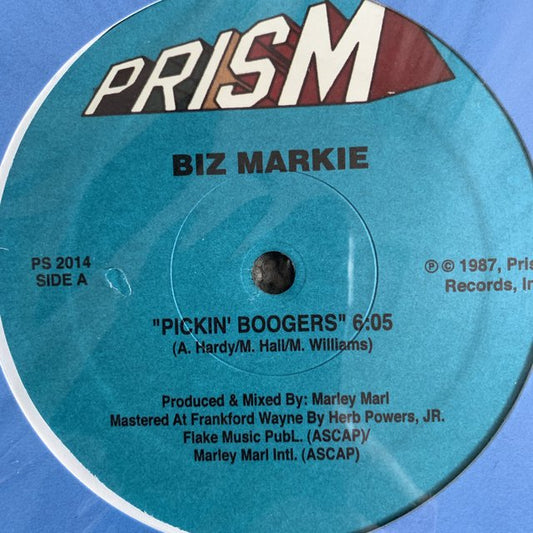 PRISM
BIZ MARKIE
PS 2014
SIDE A
℗ © 1987, Pris
Records, In
"PICKIN' BOOGERS" 6:05
(A. Hardy/M. Hall/M. Williams)
Produced & Mixed By: Marley Marl
Mastered At Frankford Wayne By Herb Powers, JR.
Flake Music PubL. (ASCAP)/
Marley Marl Intl. (ASCAP)